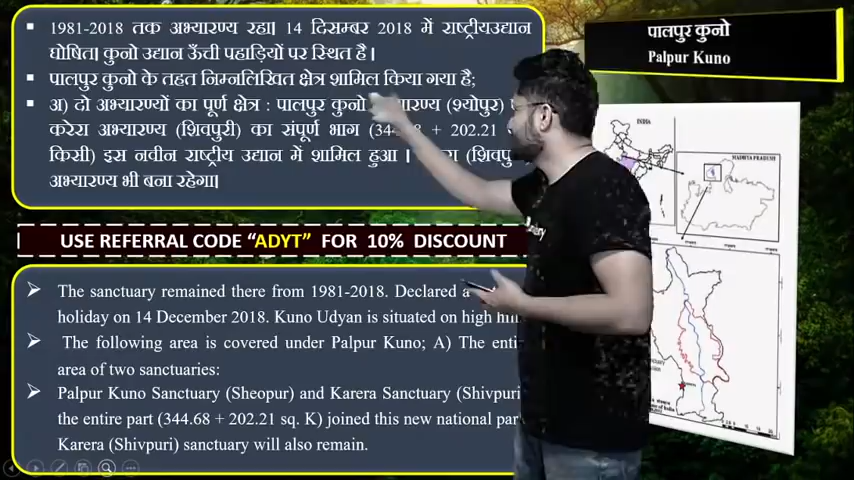 1981-2018 तक अभ्यारण्य रहा। 14 दिसम्बर 2018 में राष्ट्रीयउद्यान
घोषित। कुनो उद्यान ऊँची पहाड़ियों पर स्थित है।
पालपुर कुनो के तहत निम्नलिखित क्षेत्र शामिल किया गया है;
अ) दो अभ्यारण्यों का पूर्ण क्षेत्र : पालपुर कुनो (श्योपुर)
करेरा अभ्यारण्य (शिवपुरी) का संपूर्ण भाग + 202.21
किसी) इस नवीन राष्ट्रीय उद्यान में शामिल हुआ ।
अभ्यारण्य भी बना रहेगा।
USE REFERRAL CODE “ADYT” FOR 10% DISCOUNT
The sanctuary remained there from 1981-2018. Declared a
holiday on 14 December 2018. Kuno Udyan is situated on high
The following area is covered under Palpur Kuno; A) The
area of two sanctuaries:
Palpur Kuno Sanctuary (Sheopur) and Karera Sanctuary (Shivpuri
the entire part (344.68 + 202.21 sq. K) joined this new national
Karera (Shivpuri) sanctuary will also remain.
पालपुर कुनो
Palpur Kuno
INDIA
MADHYA PRADESH